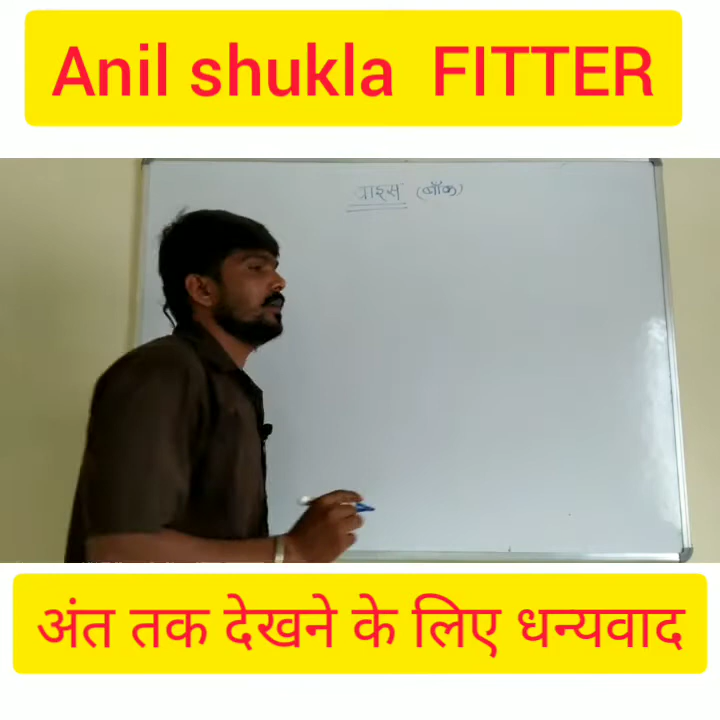 Anil shukla FITTER
वाइस (बाँक)
अंत तक देखने के लिए धन्यवाद